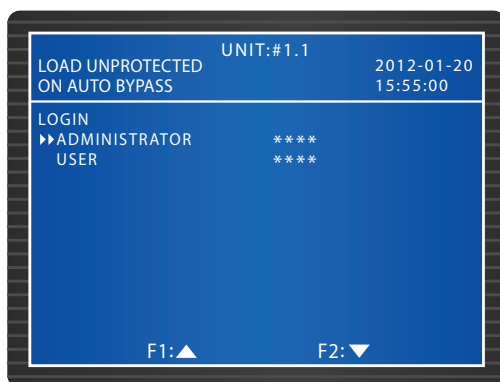 UNIT:#1.1
LOAD UNPROTECTED 2012-01-20
ON AUTO BYPASS 15:55:00
LOGIN
ADMINISTRATOR ****
USER ****
F1: F2: